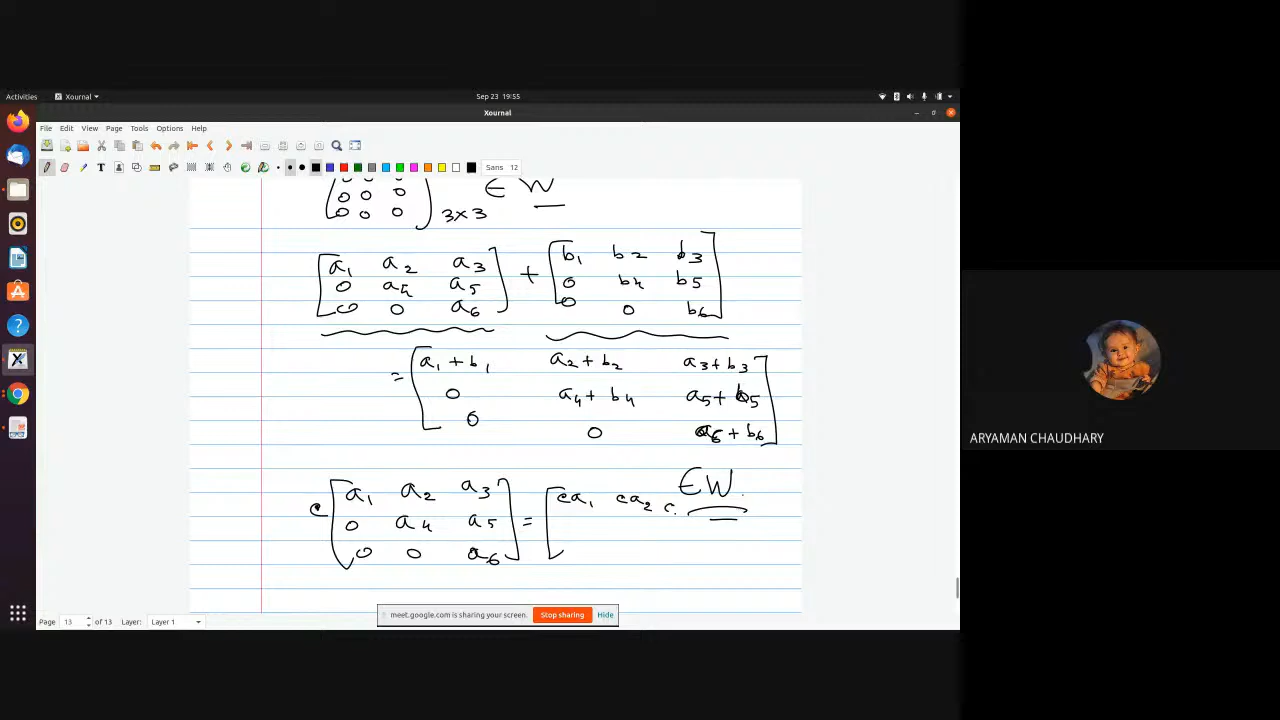 Activities Xournal Sep 23 19:55
Xournal
File Edit View Page Tools Options Help
Sans 12
0 0 0
0 0 0 3x3 ∈ W
[a1 a2 a3 + [b1 b2 b3]
0 a4 a5 0 b4 b5
0 0 a6] 0 0 b6
= [a1 + b1 a2 + b2 a3 + b3
0 a4 + b4 a5 + b5
0 0 a6 + b6]
∈ W.
c [a1 a2 a3] = [ca1 ca2 c
0 a4 a5
0 0 a6
meet.google.com is sharing your screen. Stop sharing Hide
Page 13 of 13 Layer: Layer 1
ARYAMAN CHAUDHARY